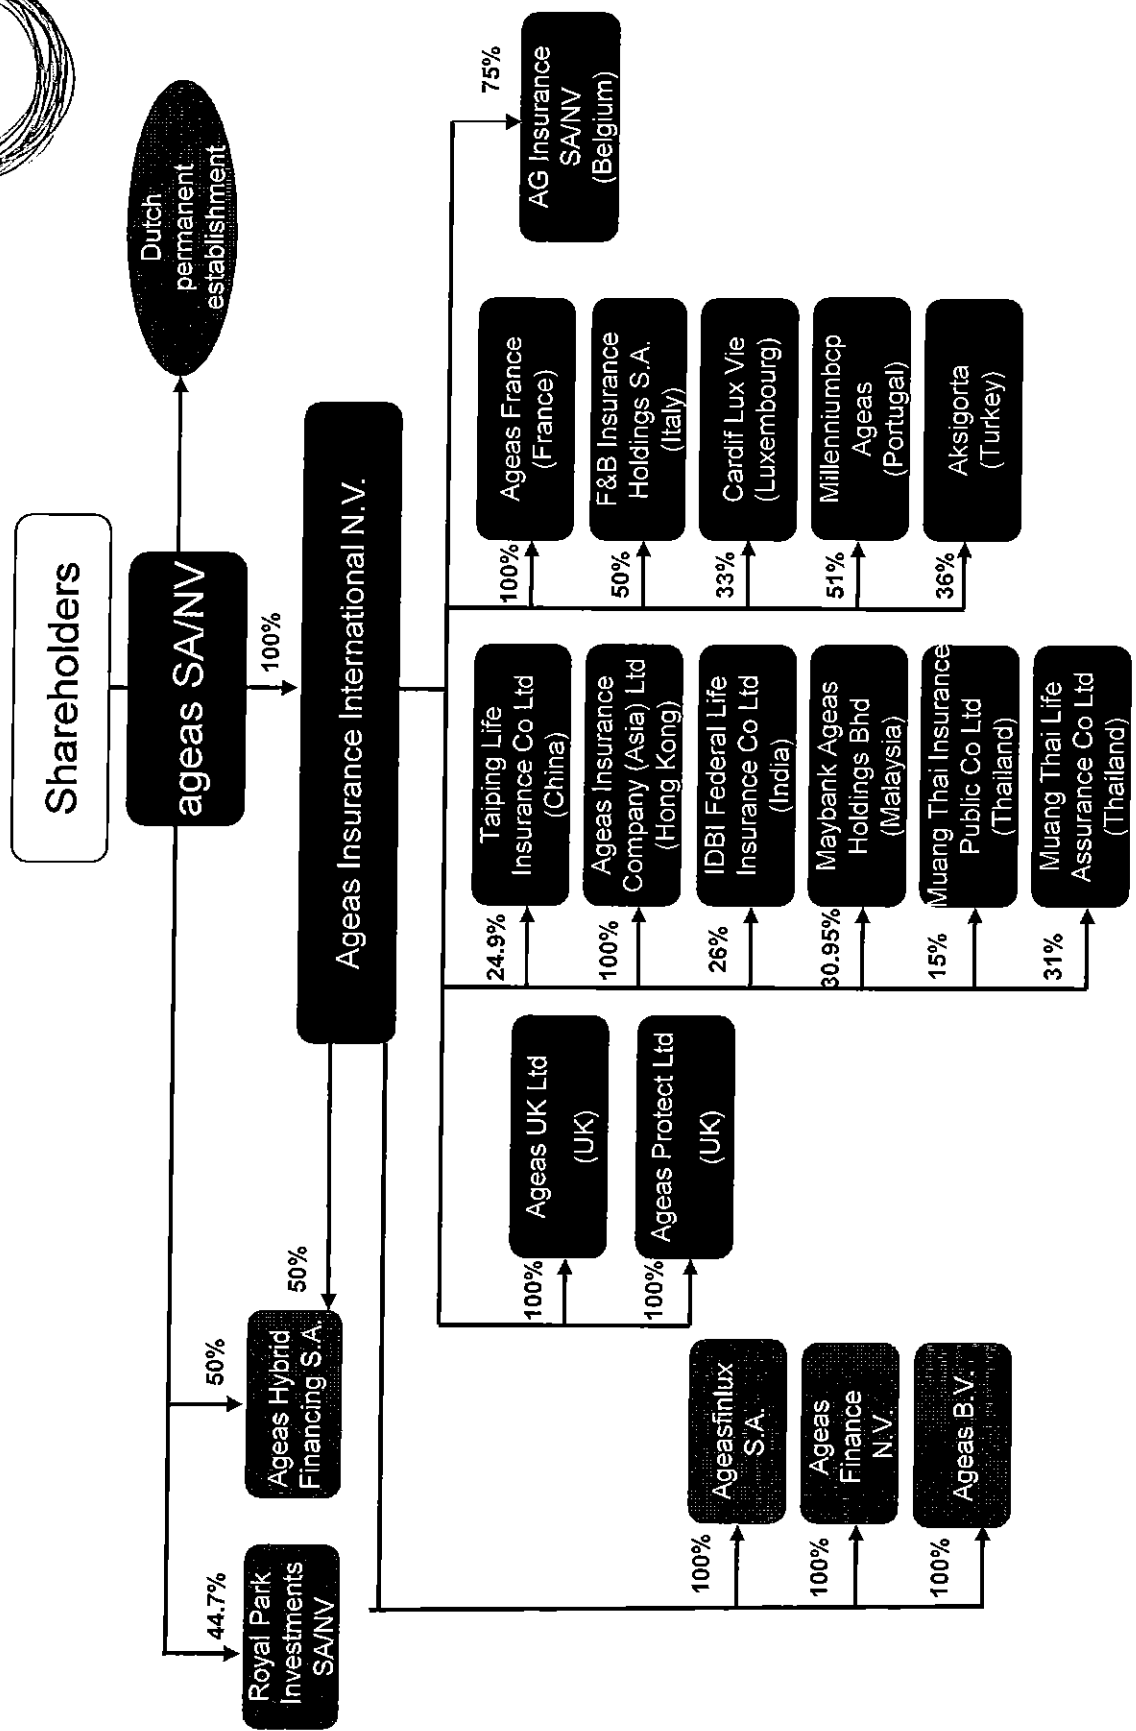 Shareholders
ageas SA/NV
Dutch
permanent
establishment
100%
44.7%
Royal Park
Investments
SA/NV
50%
Ageas Hybrid
Financing S.A.
50%
Ageas Insurance International N.V.
100%
Ageasfinlux
S.A.
100%
Ageas
Finance
N.V.
100%
Ageas B.V.
100%
Ageas UK Ltd
(UK)
100%
Ageas Protect Ltd
(UK)
24.9%
Taiping Life
Insurance Co Ltd
(China)
100%
Ageas Insurance
Company (Asia) Ltd
(Hong Kong)
26%
IDBI Federal Life
Insurance Co Ltd
(India)
30.95%
Maybank Ageas
Holdings Bhd
(Malaysia)
15%
Muang Thai Insurance
Public Co Ltd
(Thailand)
31%
Muang Thai Life
Assurance Co Ltd
(Thailand)
100%
Ageas France
(France)
50%
F&B Insurance
Holdings S.A.
(Italy)
33%
Cardif Lux Vie
(Luxembourg)
51%
Millenniumbcp
Ageas
(Portugal)
36%
Aksigorta
(Turkey)
75%
AG Insurance
SA/NV
(Belgium)